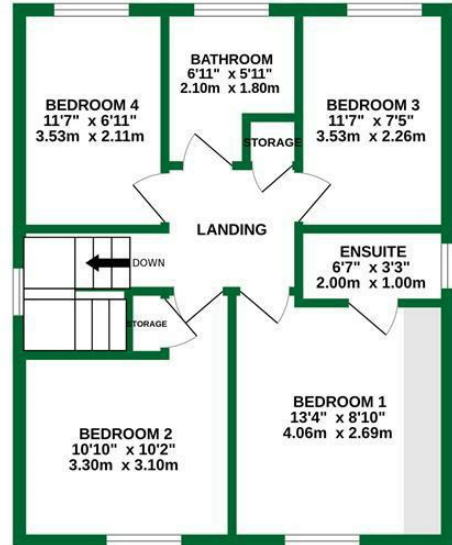 BATHROOM
6'11" x 5'11"
2.10m x 1.80m
BEDROOM 4
11'7" x 6'11"
3.53m x 2.11m
BEDROOM 3
11'7" x 7'5"
3.53m x 2.26m
STORAGE
LANDING
DOWN
ENSUITE
6'7" x 3'3"
2.00m x 1.00m
STORAGE
BEDROOM 2
10'10" x 10'2"
3.30m x 3.10m
BEDROOM 1
13'4" x 8'10"
4.06m x 2.69m